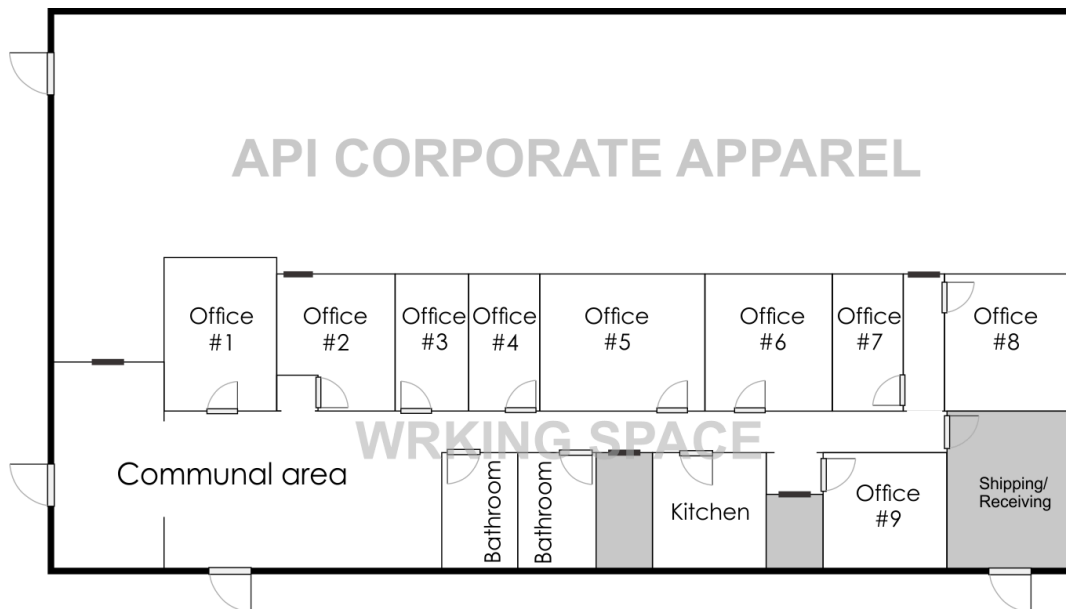 API CORPORATE APPAREL
Office
#1
Office
#2
Office
#3
Office
#4
Office
#5
Office
#6
Office
#7
Office
#8
WRKING SPACE
Communal area
Bathroom
Bathroom
Kitchen
Office
#9
Shipping/
Receiving